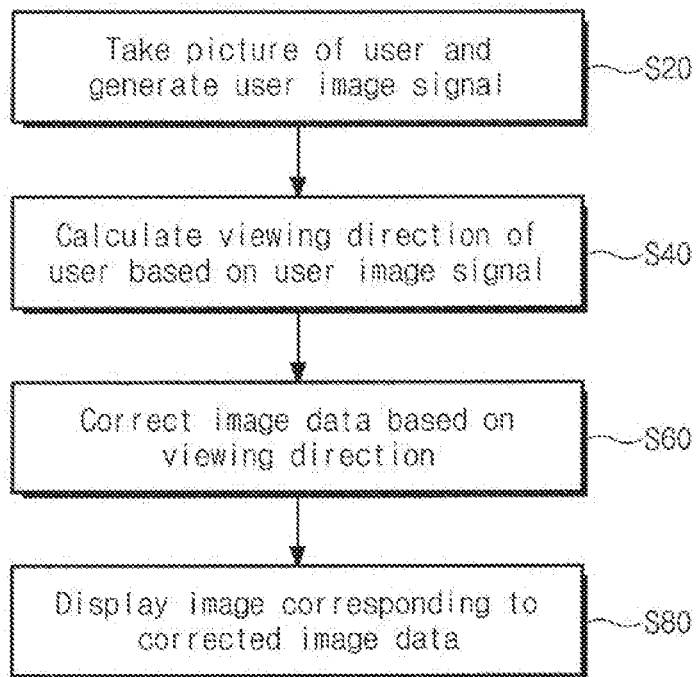 Take picture of user and
generate user image signal
S20
Calculate viewing direction of
user based on user image signal
S40
Correct image data based on
viewing direction
S60
Display image corresponding to
corrected image data
S80